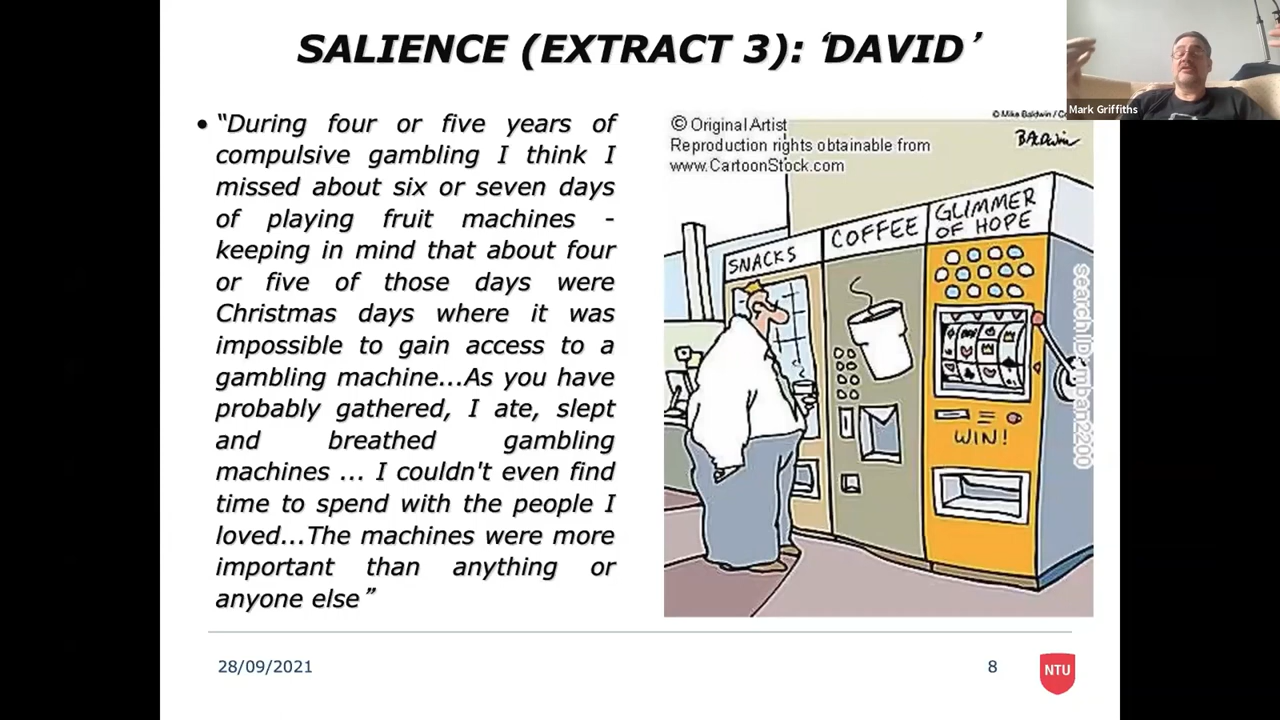 SALIENCE (EXTRACT 3): ‘DAVID’
Mark Griffiths
• “During four or five years of
compulsive gambling I think I
missed about six or seven days
of playing fruit machines -
keeping in mind that about four
or five of those days were
Christmas days where it was
impossible to gain access to a
gambling machine...As you have
probably gathered, I ate, slept
and breathed gambling
machines ... I couldn't even find
time to spend with the people I
loved...The machines were more
important than anything or
anyone else”
© Mike Baldwin
© Original Artist
Reproduction rights obtainable from
www.CartoonStock.com
BALDWIN
SNACKS
COFFEE
GLIMMER
OF HOPE
WIN!
28/09/2021
8
NTU